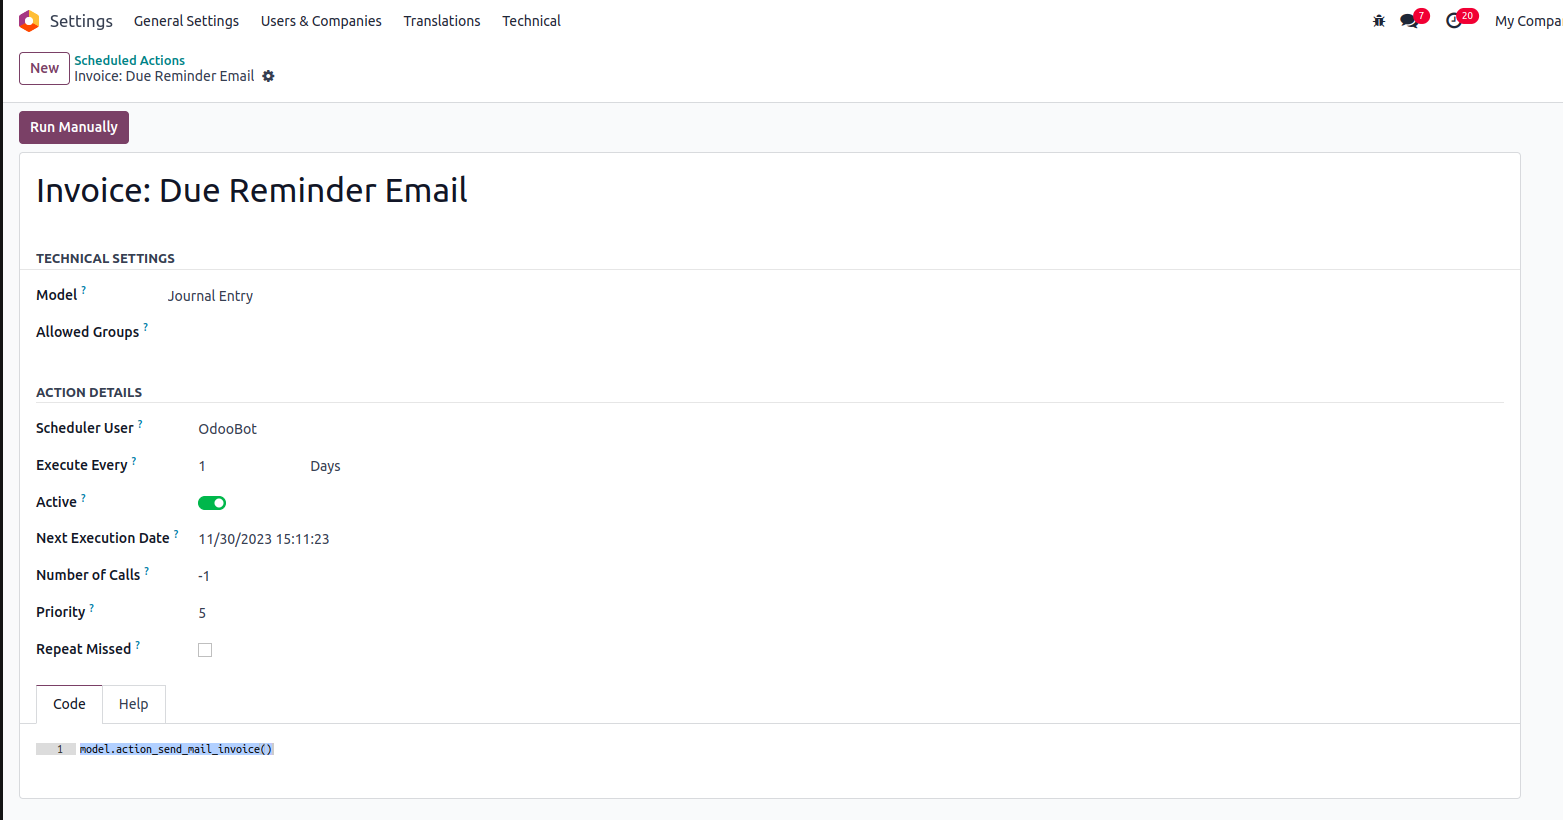 Settings General Settings Users & Companies Translations Technical 7 20 My Compa
New Scheduled Actions
Invoice: Due Reminder Email
Run Manually
Invoice: Due Reminder Email
TECHNICAL SETTINGS
Model ? Journal Entry
Allowed Groups ?
ACTION DETAILS
Scheduler User ? OdooBot
Execute Every ? 1 Days
Active ?
Next Execution Date ? 11/30/2023 15:11:23
Number of Calls ? -1
Priority ? 5
Repeat Missed ?
Code Help
1 model.action_send_mail_invoice()